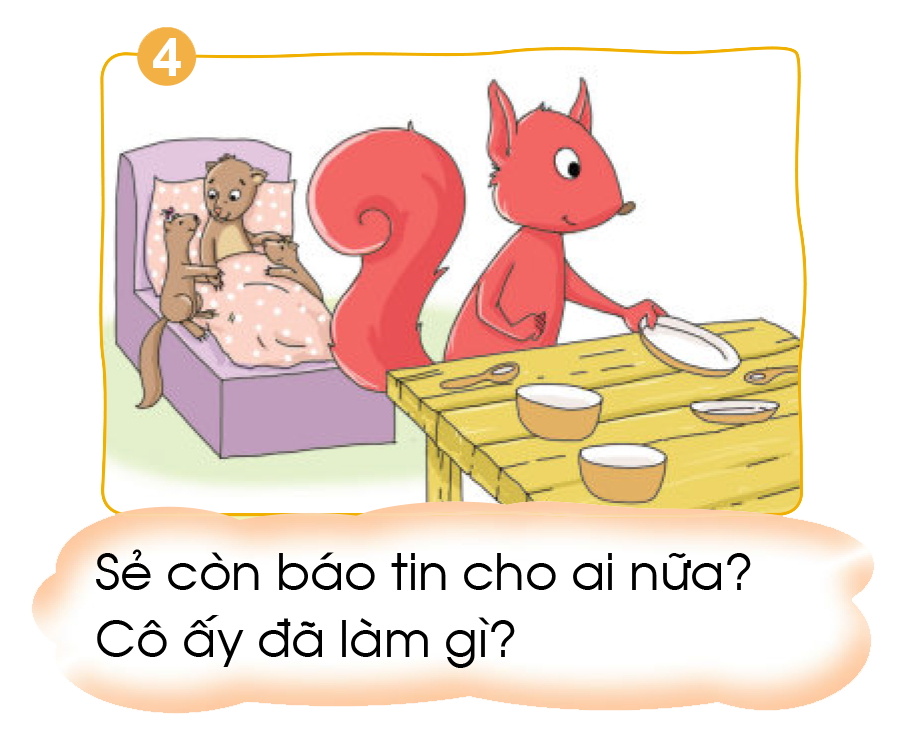 4
Sẻ còn báo tin cho ai nữa?
Cô ấy đã làm gì?